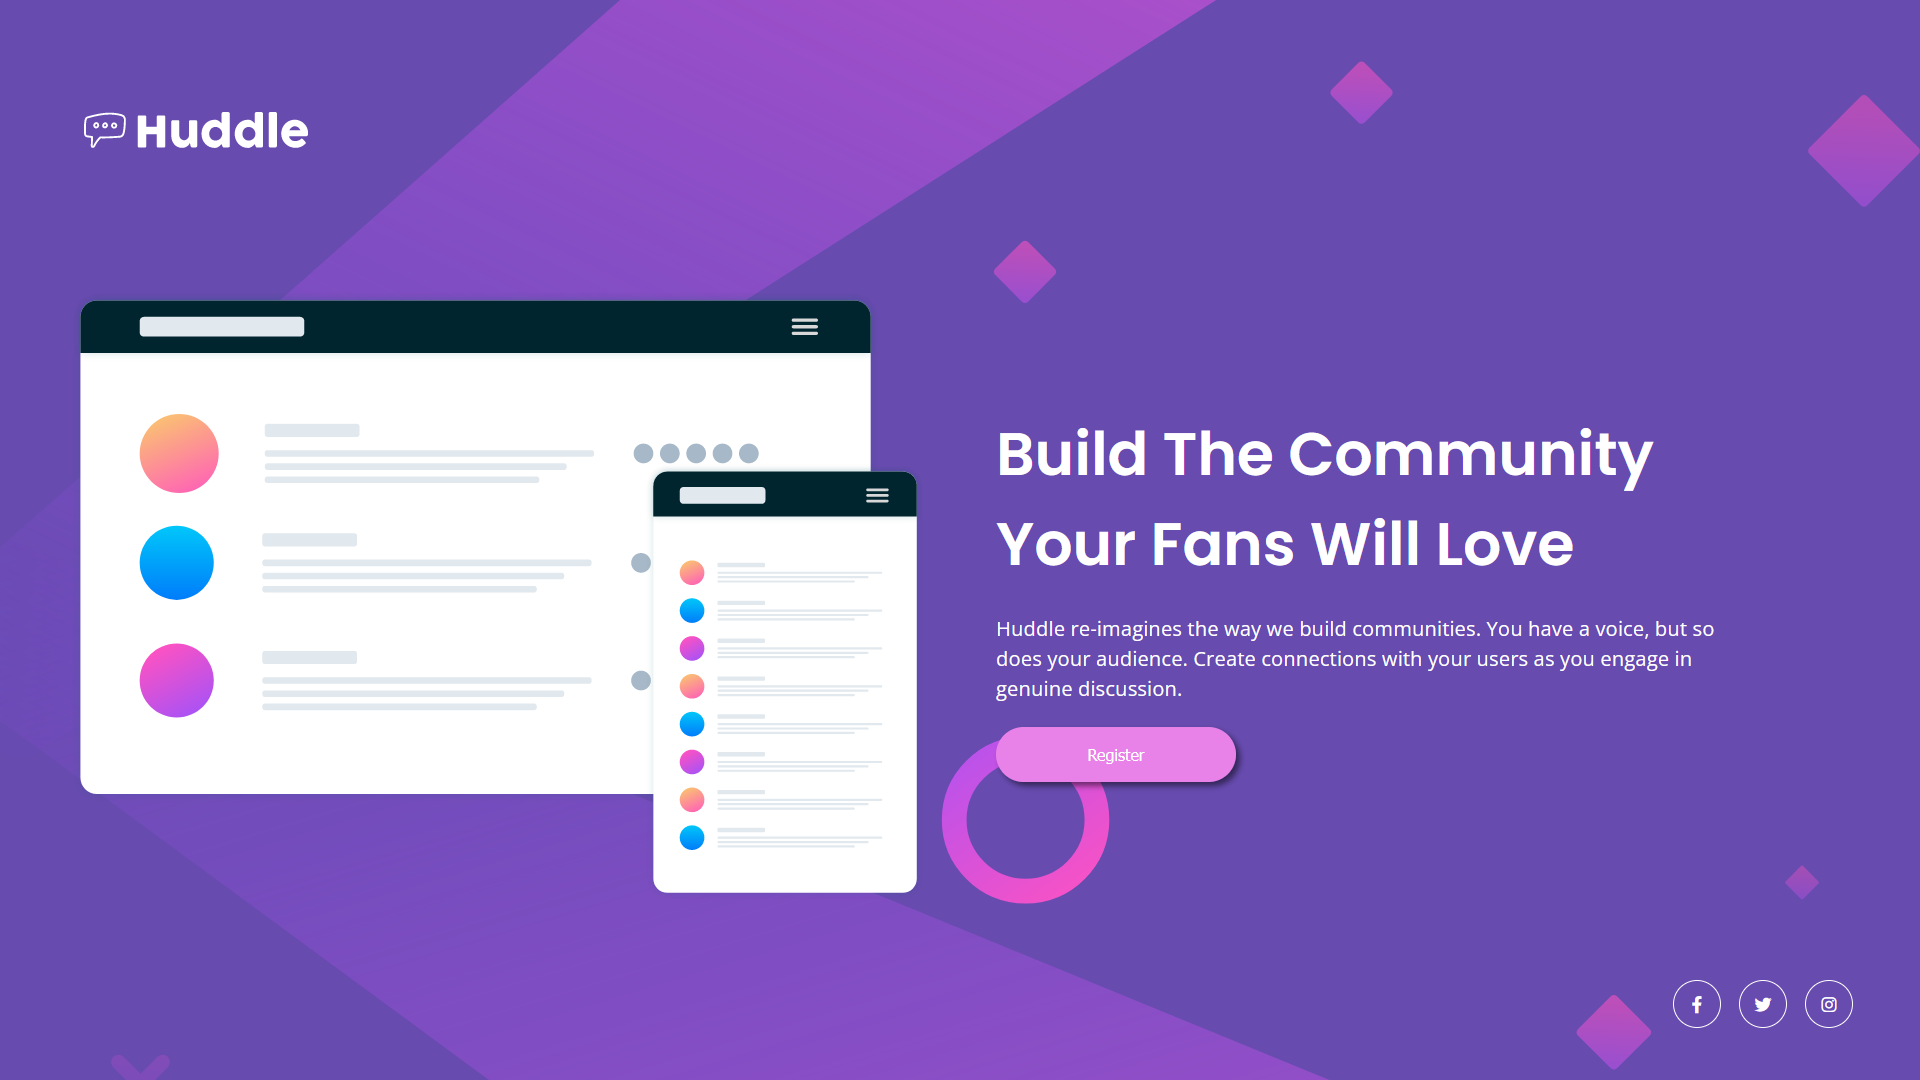 Huddle
Build The Community
Your Fans Will Love
Huddle re-imagines the way we build communities. You have a voice, but so
does your audience. Create connections with your users as you engage in
genuine discussion.
Register